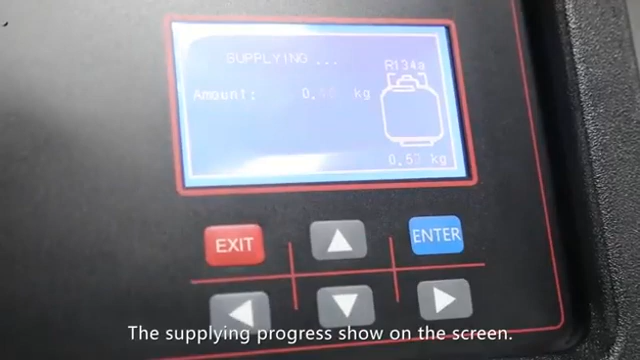 SUPPLYING ...
R134a
Amount: kg
kg
EXIT
ENTER
The supplying progress show on the screen.